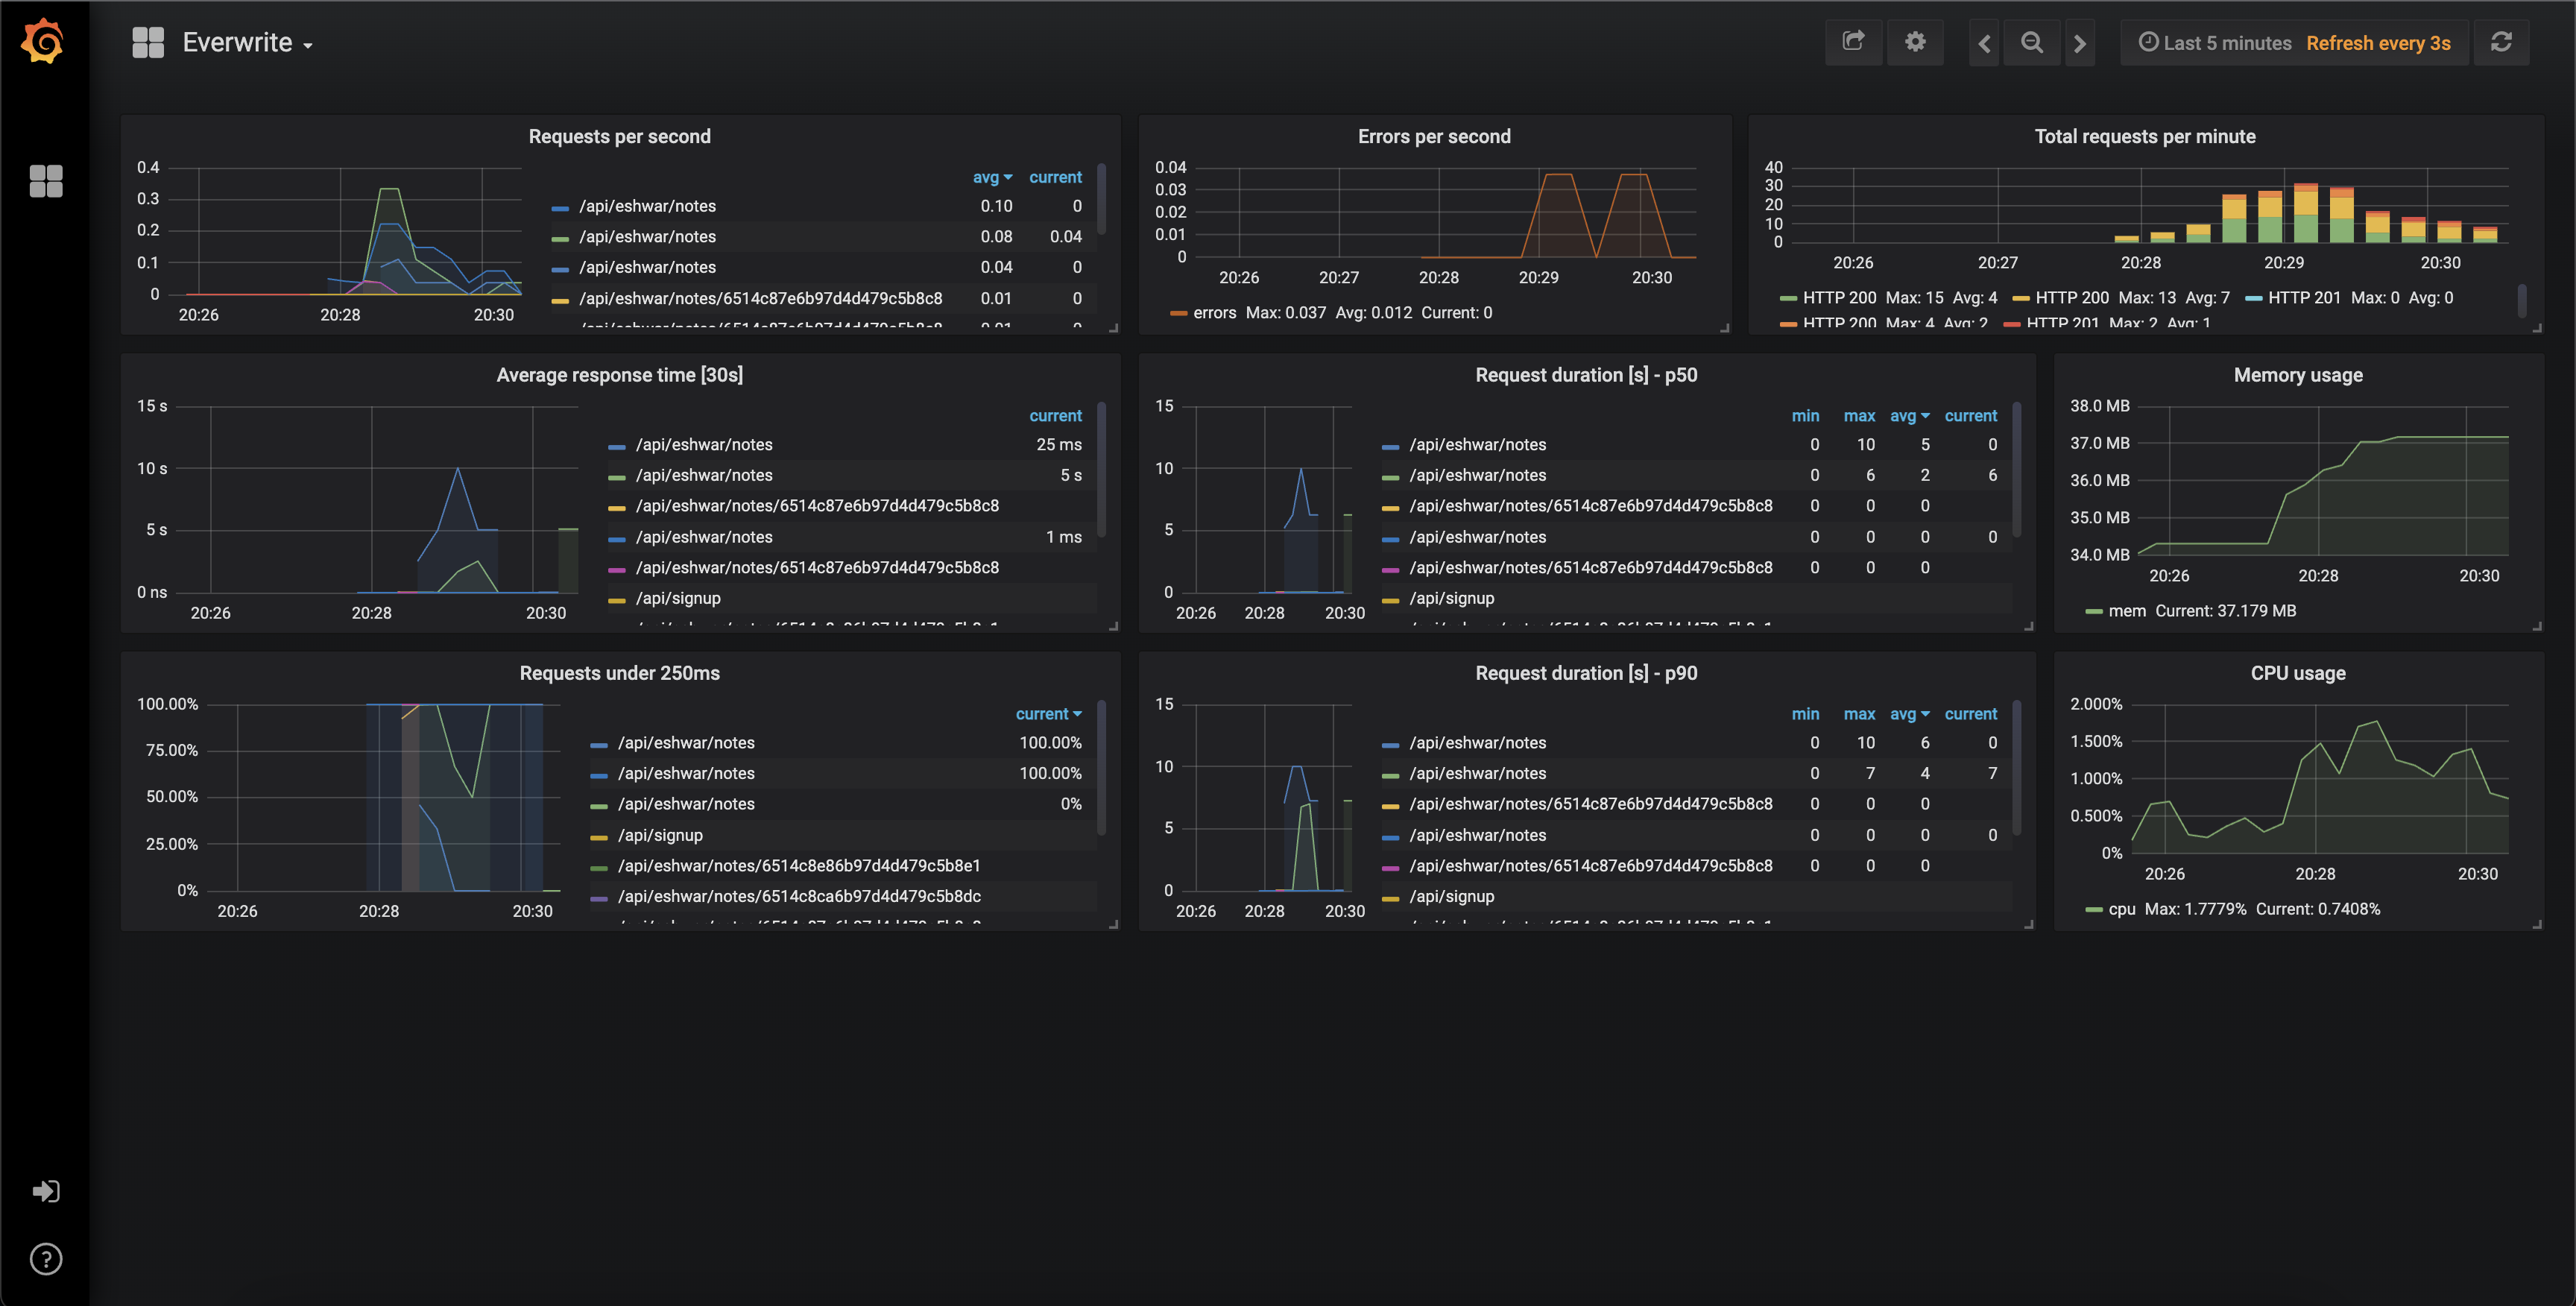 Everwrite
Last 5 minutes Refresh every 3s
Requests per second
0.4
0.3
0.2
0.1
0
20:26 20:28 20:30
avg current
/api/eshwar/notes 0.10 0
/api/eshwar/notes 0.08 0.04
/api/eshwar/notes 0.04 0
/api/eshwar/notes/6514c87e6b97d4d479c5b8c8 0.01 0
/api/eshwar/notes/6514c87e6b97d4d479c5b8c8 0.01 0
Errors per second
0.04
0.03
0.02
0.01
0
20:26 20:27 20:28 20:29 20:30
errors Max: 0.037 Avg: 0.012 Current: 0
Total requests per minute
40
30
20
10
0
20:26 20:27 20:28 20:29 20:30
HTTP 200 Max: 15 Avg: 4 HTTP 200 Max: 13 Avg: 7 HTTP 201 Max: 0 Avg: 0
HTTP 200 Max: 4 Avg: 2 HTTP 201 Max: 2 Avg: 1
Average response time [30s]
15 s
10 s
5 s
0 ns
20:26 20:28 20:30
current
/api/eshwar/notes 25 ms
/api/eshwar/notes 5 s
/api/eshwar/notes/6514c87e6b97d4d479c5b8c8
/api/eshwar/notes 1 ms
/api/eshwar/notes/6514c87e6b97d4d479c5b8c8
/api/signup
Request duration [s] - p50
15
10
5
0
20:26 20:28 20:30
min max avg current
/api/eshwar/notes 0 10 5 0
/api/eshwar/notes 0 6 2 6
/api/eshwar/notes/6514c87e6b97d4d479c5b8c8 0 0 0
/api/eshwar/notes 0 0 0 0
/api/eshwar/notes/6514c87e6b97d4d479c5b8c8 0 0 0
/api/signup
Memory usage
38.0 MB
37.0 MB
36.0 MB
35.0 MB
34.0 MB
20:26 20:28 20:30
mem Current: 37.179 MB
Requests under 250ms
100.00%
75.00%
50.00%
25.00%
0%
20:26 20:28 20:30
current
/api/eshwar/notes 100.00%
/api/eshwar/notes 100.00%
/api/eshwar/notes 0%
/api/signup
/api/eshwar/notes/6514c8e86b97d4d479c5b8e1
/api/eshwar/notes/6514c8ca6b97d4d479c5b8dc
Request duration [s] - p90
15
10
5
0
20:26 20:28 20:30
min max avg current
/api/eshwar/notes 0 10 6 0
/api/eshwar/notes 0 7 4 7
/api/eshwar/notes/6514c87e6b97d4d479c5b8c8 0 0 0
/api/eshwar/notes 0 0 0 0
/api/eshwar/notes/6514c87e6b97d4d479c5b8c8 0 0 0
/api/signup
CPU usage
2.000%
1.500%
1.000%
0.500%
0%
20:26 20:28 20:30
cpu Max: 1.7779% Current: 0.7408%